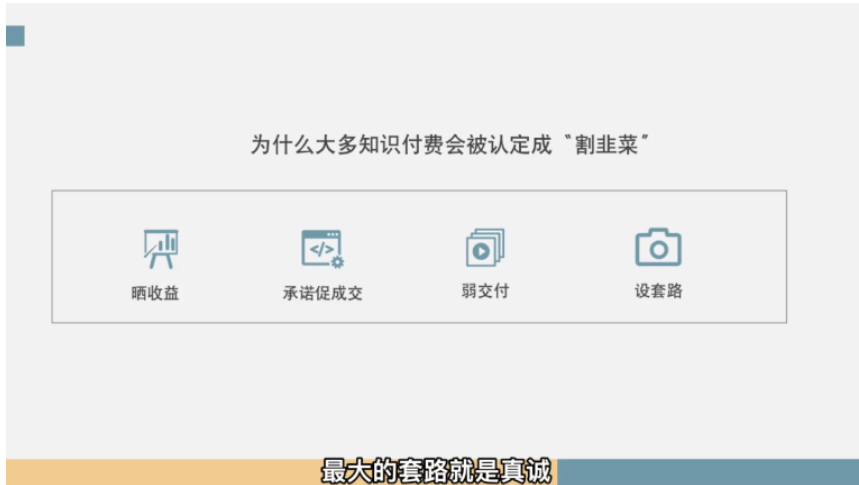 为什么大多知识付费会被认定成“割韭菜”
晒收益
承诺促成交
弱交付
设套路
最大的套路就是真诚